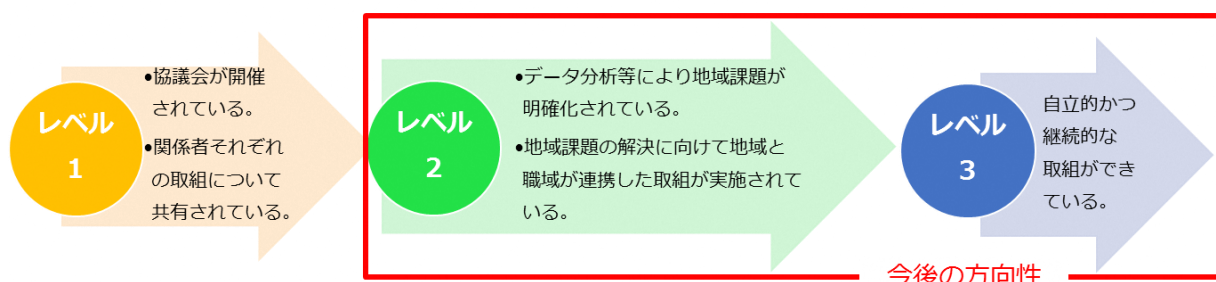 レベル
1
•協議会が開催
されている。
•関係者それぞれ
の取組について
共有されている。
レベル
2
•データ分析等により地域課題が
明確化されている。
•地域課題の解決に向けて地域と
職域が連携した取組が実施されて
いる。
レベル
3
自立的かつ
継続的な
取組ができ
ている。
今後の方向性